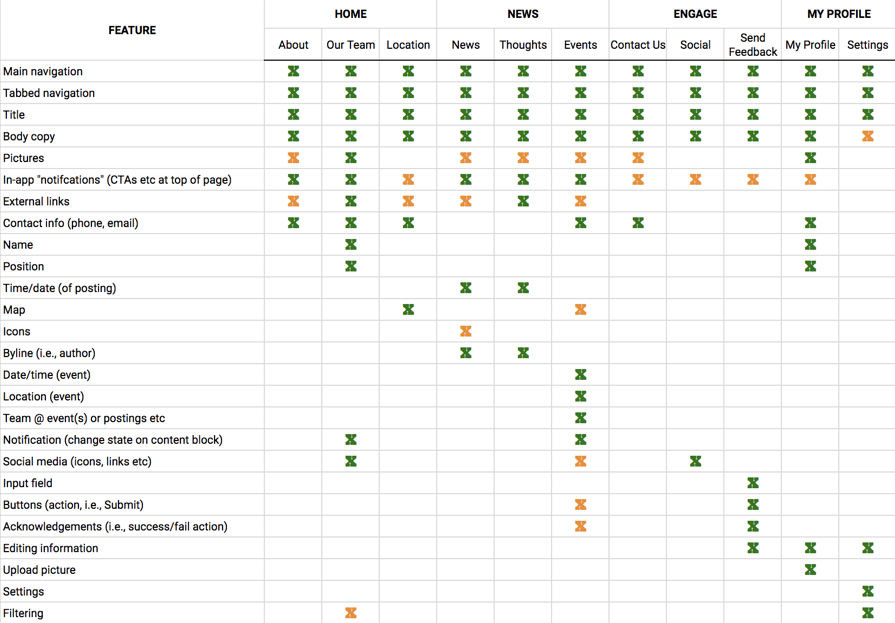 FEATURE HOME NEWS ENGAGE MY PROFILE
About Our Team Location News Thoughts Events Contact Us Social Send Feedback My Profile Settings
Main navigation X X X X X X X X X X X
Tabbed navigation X X X X X X X X X X X
Title X X X X X X X X X X X
Body copy X X X X X X X X X X X
Pictures X X X X X X X
In-app "notifcations" (CTAs etc at top of page) X X X X X X X X X X
External links X X X X X X
Contact info (phone, email) X X X X X X
Name X X
Position X X
Time/date (of posting) X X
Map X X
Icons X
Byline (i.e., author) X X
Date/time (event) X
Location (event) X
Team @ event(s) or postings etc X
Notification (change state on content block) X X
Social media (icons, links etc) X X X
Input field X
Buttons (action, i.e., Submit) X X
Acknowledgements (i.e., success/fail action) X X
Editing information X X X
Upload picture X
Settings X
Filtering X X